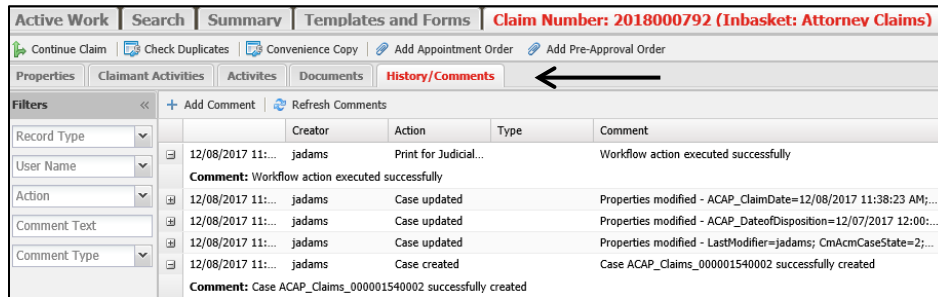 Active Work Search Summary Templates and Forms Claim Number: 2018000792 (Inbasket: Attorney Claims)
Continue Claim Check Duplicates Convenience Copy Add Appointment Order Add Pre-Approval Order
Properties Claimant Activities Activites Documents History/Comments
Filters « + Add Comment Refresh Comments
Record Type
User Name
Action
Comment Text
Comment Type
Creator Action Type Comment
12/08/2017 11:... jadams Print for Judicial... Workflow action executed successfully
Comment: Workflow action executed successfully
12/08/2017 11:... jadams Case updated Properties modified - ACAP_ClaimDate=12/08/2017 11:38:23 AM;...
12/08/2017 11:... jadams Case updated Properties modified - ACAP_DateofDisposition=12/07/2017 12:00:...
12/08/2017 11:... jadams Case updated Properties modified - LastModifier=jadams; CmAcmCaseState=2;...
12/08/2017 11:... jadams Case created Case ACAP_Claims_000001540002 successfully created
Comment: Case ACAP_Claims_000001540002 successfully created